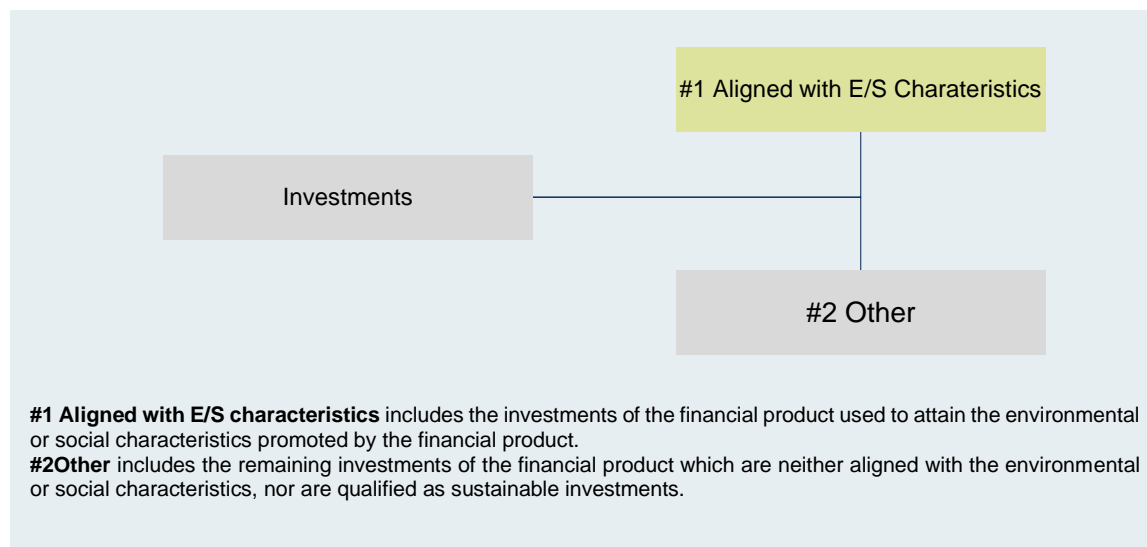 #1 Aligned with E/S Charateristics
Investments
#2 Other
#1 Aligned with E/S characteristics includes the investments of the financial product used to attain the environmental
or social characteristics promoted by the financial product.
#2Other includes the remaining investments of the financial product which are neither aligned with the environmental
or social characteristics, nor are qualified as sustainable investments.